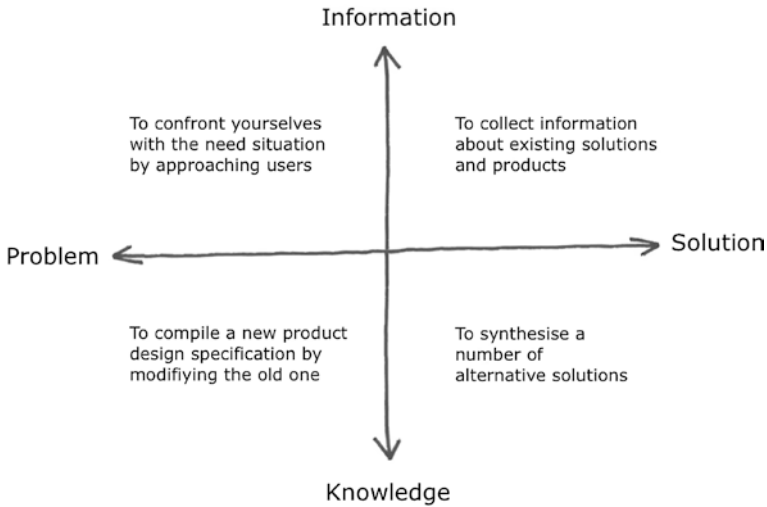 Information
To confront yourselves
with the need situation
by approaching users
To collect information
about existing solutions
and products
Problem
Solution
To compile a new product
design specification by
modifiying the old one
To synthesise a
number of
alternative solutions
Knowledge